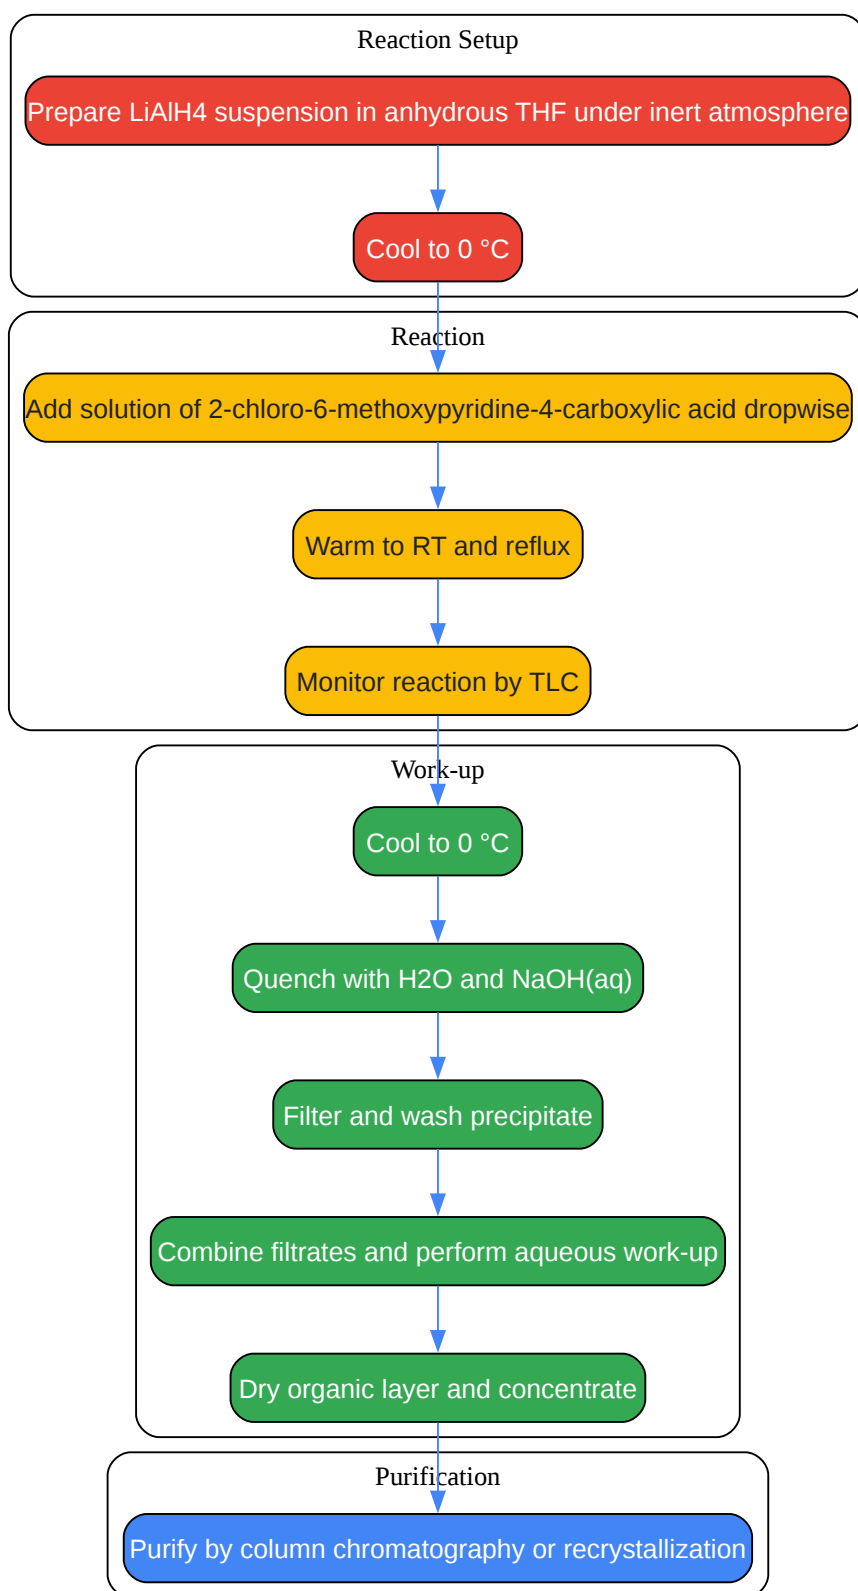 Reaction Setup
Prepare LiAlH4 suspension in anhydrous THF under inert atmosphere
Cool to 0 °C
Reaction
Add solution of 2-chloro-6-methoxypyridine-4-carboxylic acid dropwise
Warm to RT and reflux
Monitor reaction by TLC
Work-up
Cool to 0 °C
Quench with H2O and NaOH(aq)
Filter and wash precipitate
Combine filtrates and perform aqueous work-up
Dry organic layer and concentrate
Purification
Purify by column chromatography or recrystallization